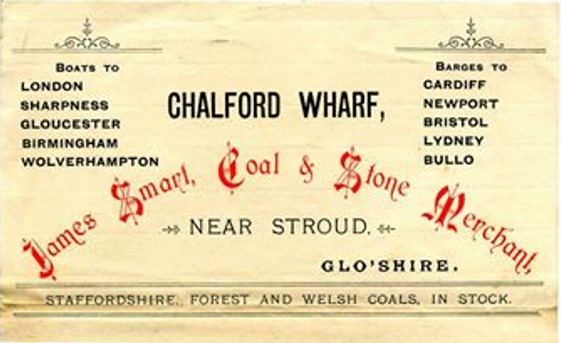 BOATS TO
LONDON
SHARPNESS
GLOUCESTER
BIRMINGHAM
WOLVERHAMPTON
BARGES TO
CARDIFF
NEWPORT
BRISTOL
LYDNEY
BULLO
CHALFORD WHARF,
James Smart, Coal & Stone Merchant,
NEAR STROUD.
GLO'SHIRE.
STAFFORDSHIRE, FOREST AND WELSH COALS, IN STOCK.